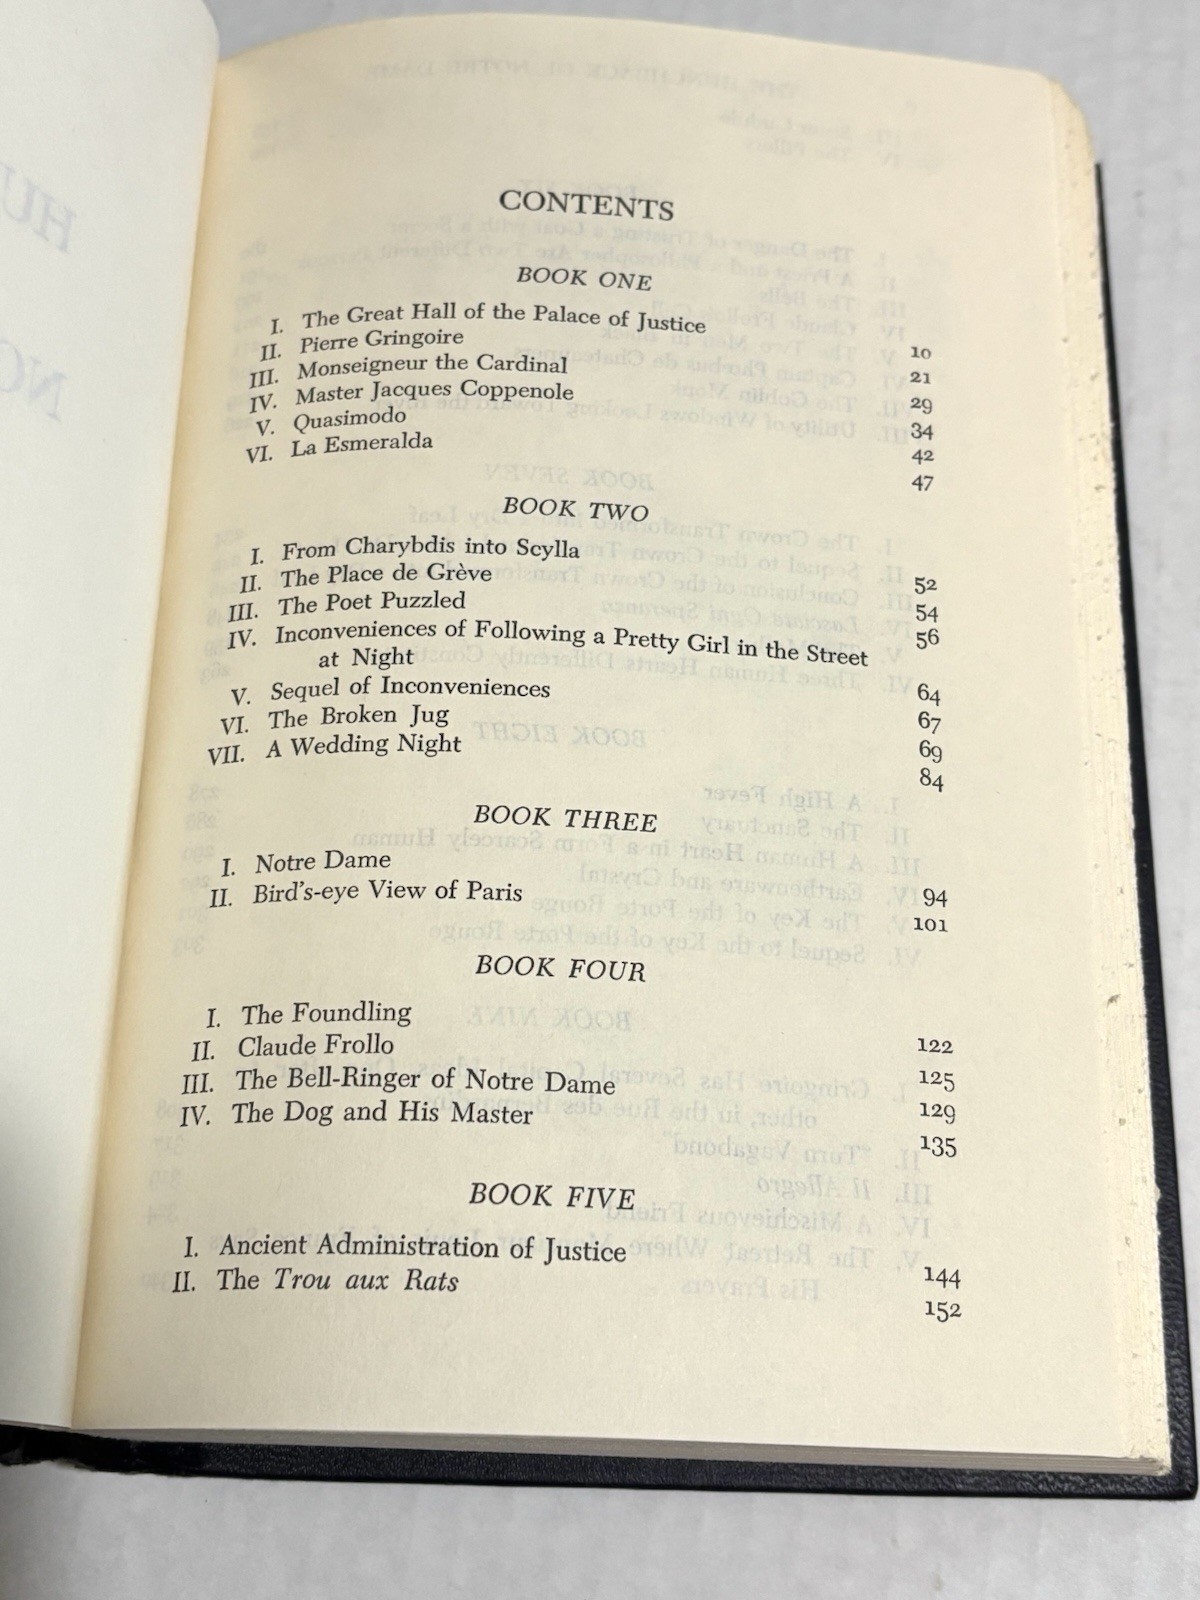 CONTENTS
BOOK ONE
I. The Great Hall of the Palace of Justice 10
II. Pierre Gringoire 21
III. Monseigneur the Cardinal 29
IV. Master Jacques Coppenole 34
V. Quasimodo 42
VI. La Esmeralda 47
BOOK TWO
I. From Charybdis into Scylla 52
II. The Place de Grève 54
III. The Poet Puzzled 56
IV. Inconveniences of Following a Pretty Girl in the Street
at Night 64
V. Sequel of Inconveniences 67
VI. The Broken Jug 69
VII. A Wedding Night 84
BOOK THREE
I. Notre Dame 94
II. Bird's-eye View of Paris 101
BOOK FOUR
I. The Foundling 122
II. Claude Frollo 125
III. The Bell-Ringer of Notre Dame 129
IV. The Dog and His Master 135
BOOK FIVE
I. Ancient Administration of Justice 144
II. The Trou aux Rats 152